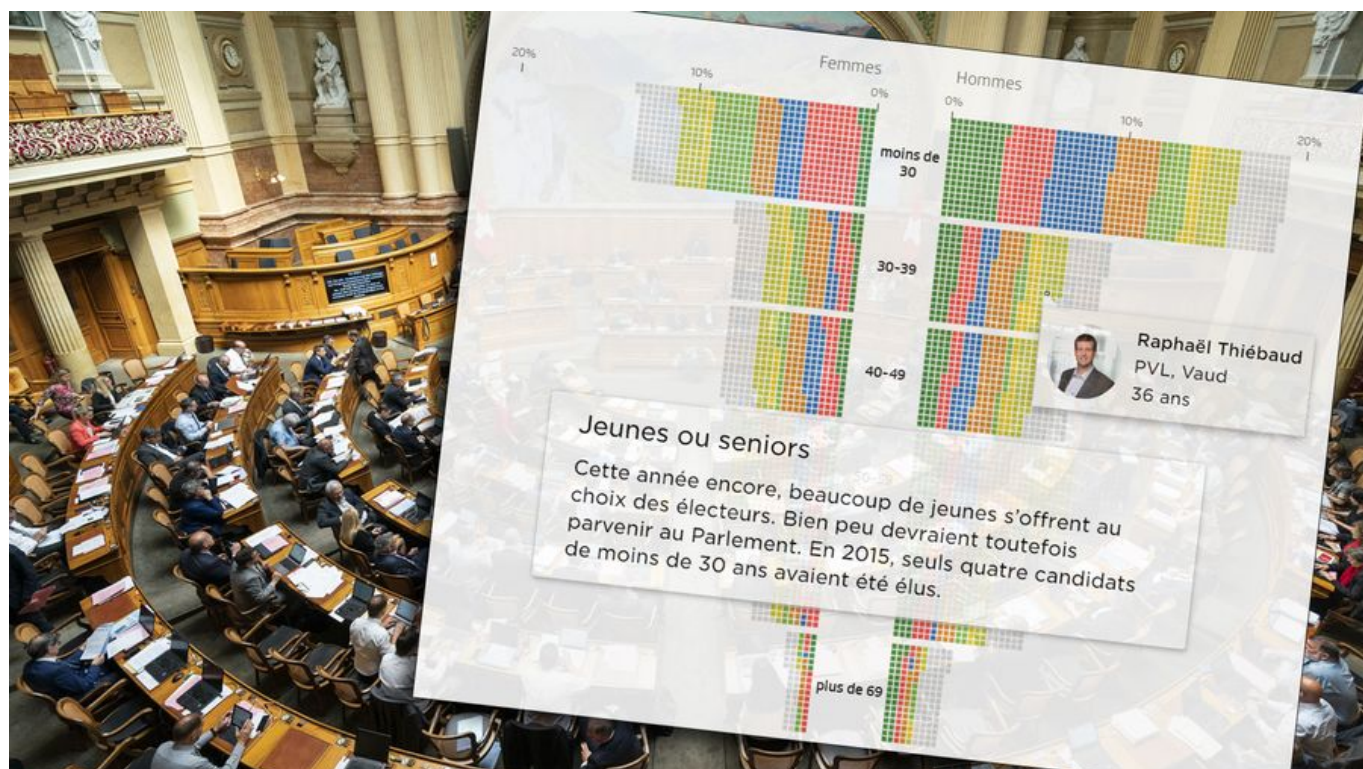 20%
10%
Femmes
0%
Hommes
0%
10%
20%
moins de
30
30-39
40-49
Raphaël Thiébaud
PVL, Vaud
36 ans
Jeunes ou seniors
Cette année encore, beaucoup de jeunes s’offrent au
choix des électeurs. Bien peu devraient toutefois
parvenir au Parlement. En 2015, seuls quatre candidats
de moins de 30 ans avaient été élus.
plus de 69